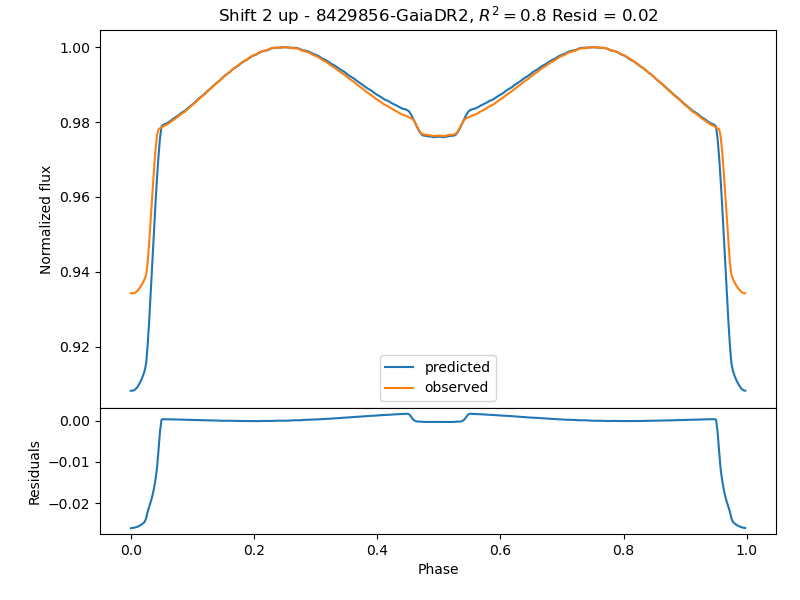 Shift 2 up - 8429856-GaiaDR2, $R^2 = 0.8$ Resid = 0.02
1.00
0.98
0.96
0.94
0.92
Normalized flux
predicted
observed
0.00
−0.01
−0.02
Residuals
0.0 0.2 0.4 0.6 0.8 1.0
Phase